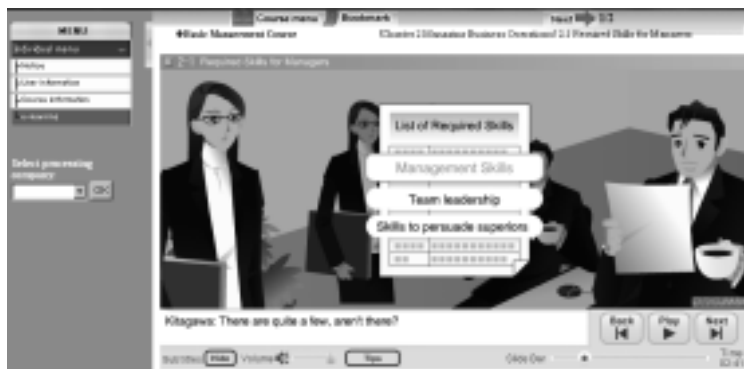 Course menu Bookmark Next 1/2
MENU
Basic Management Course
Chapter 2 Managing Business Operations 2-1 Required Skills for Managers
Individual menu
Notice
User information
Course information
2-1 Required Skills for Managers
List of Required Skills
Management Skills
Team leadership
Skills to persuade superiors
Select processing
company
OK
Kitagawa: There are quite a few, aren't there?
Back Play Next
Subtitles Hide Volume Tips Slide Bar Time